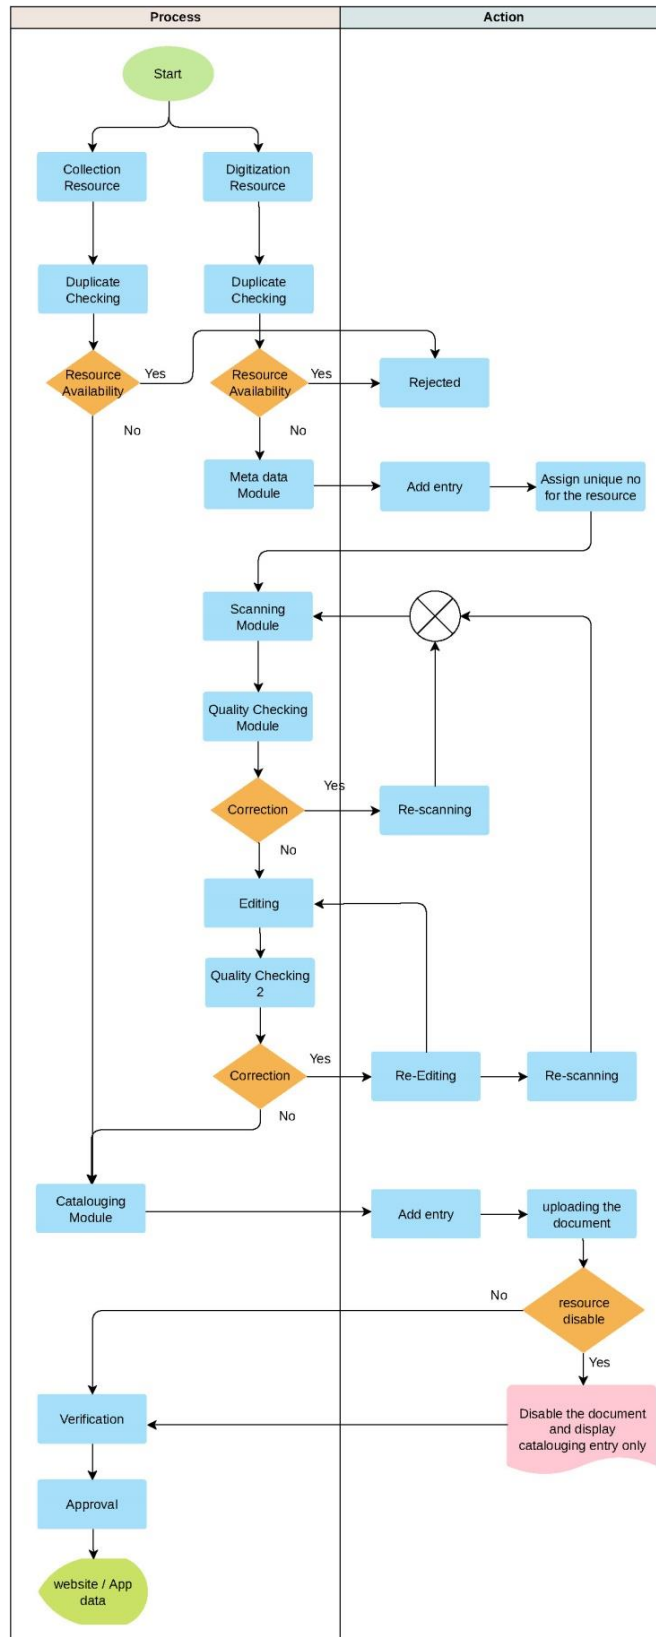 Process
Action
Start
Collection
Resource
Digitization
Resource
Duplicate
Checking
Duplicate
Checking
Resource
Availability
Yes
Resource
Availability
Yes
Rejected
No
No
Meta data
Module
Add entry
Assign unique no
for the resource
Scanning
Module
Quality Checking
Module
Correction
Yes
Re-scanning
No
Editing
Quality Checking
2
Correction
Yes
Re-Editing
Re-scanning
No
Catalouging
Module
Add entry
uploading the
document
No
resource
disable
Yes
Verification
Disable the document
and display
catalouging entry only
Approval
website / App
data